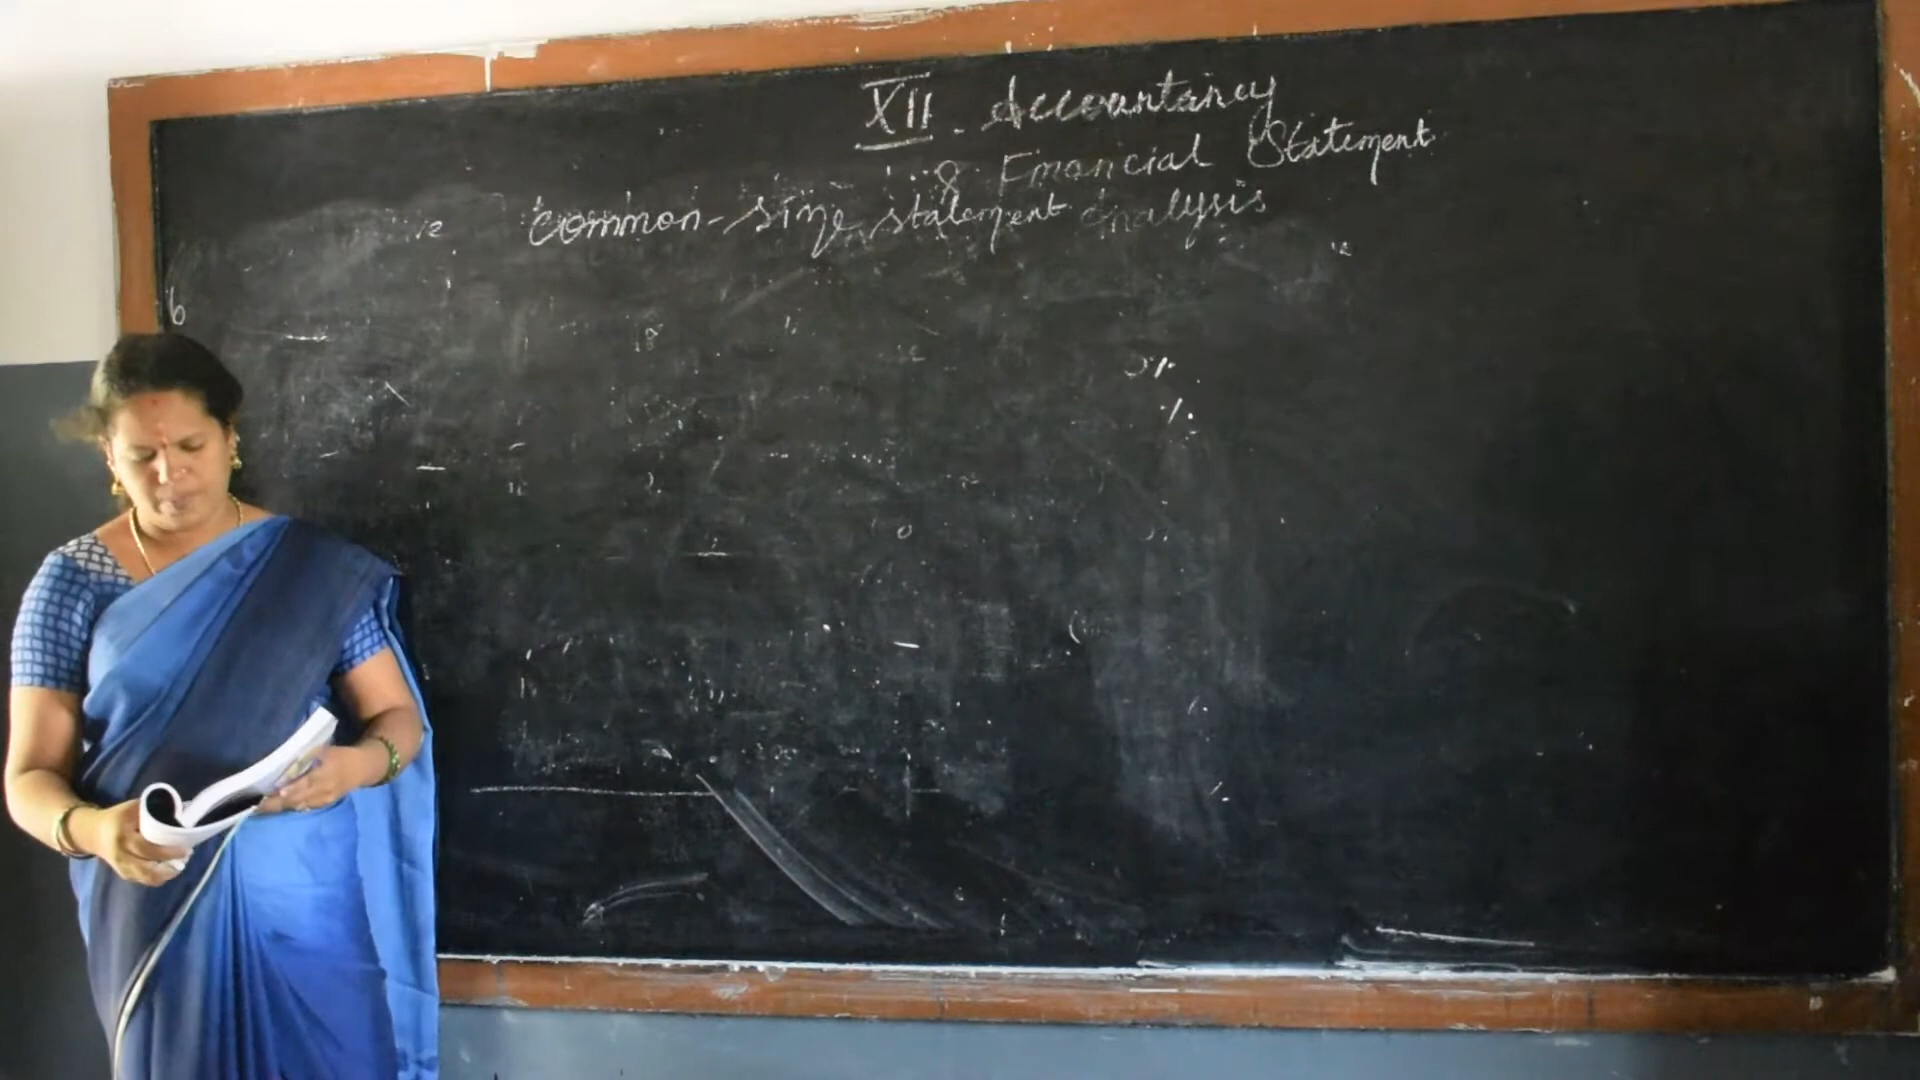 XII. Accountancy
8 Financial Statement
Analysis
Common-size statement